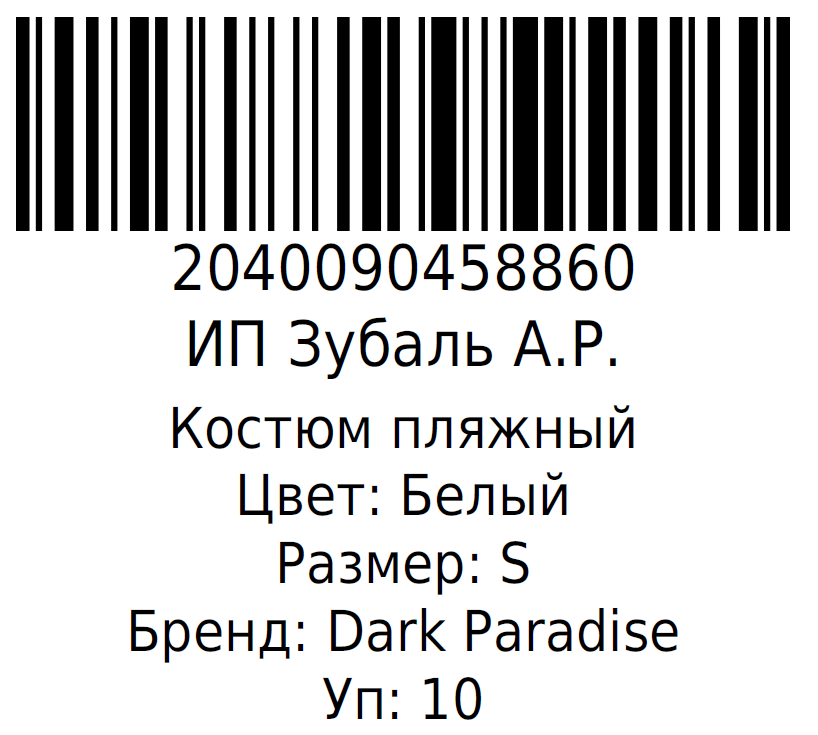 2040090458860
ИП Зубаль А.Р.
Костюм пляжный
Цвет: Белый
Размер: S
Бренд: Dark Paradise
Уп: 10